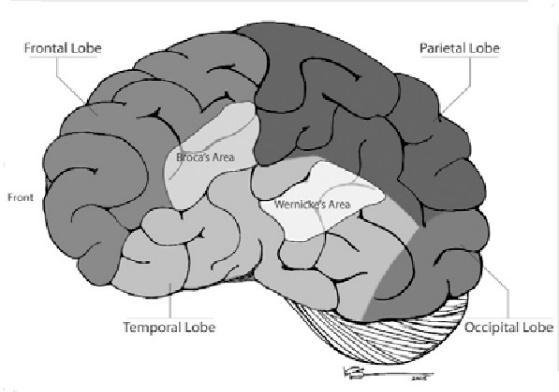 Frontal Lobe
Parietal Lobe
Broca's Area
Front
Wernicke's Area
Temporal Lobe
Occipital Lobe